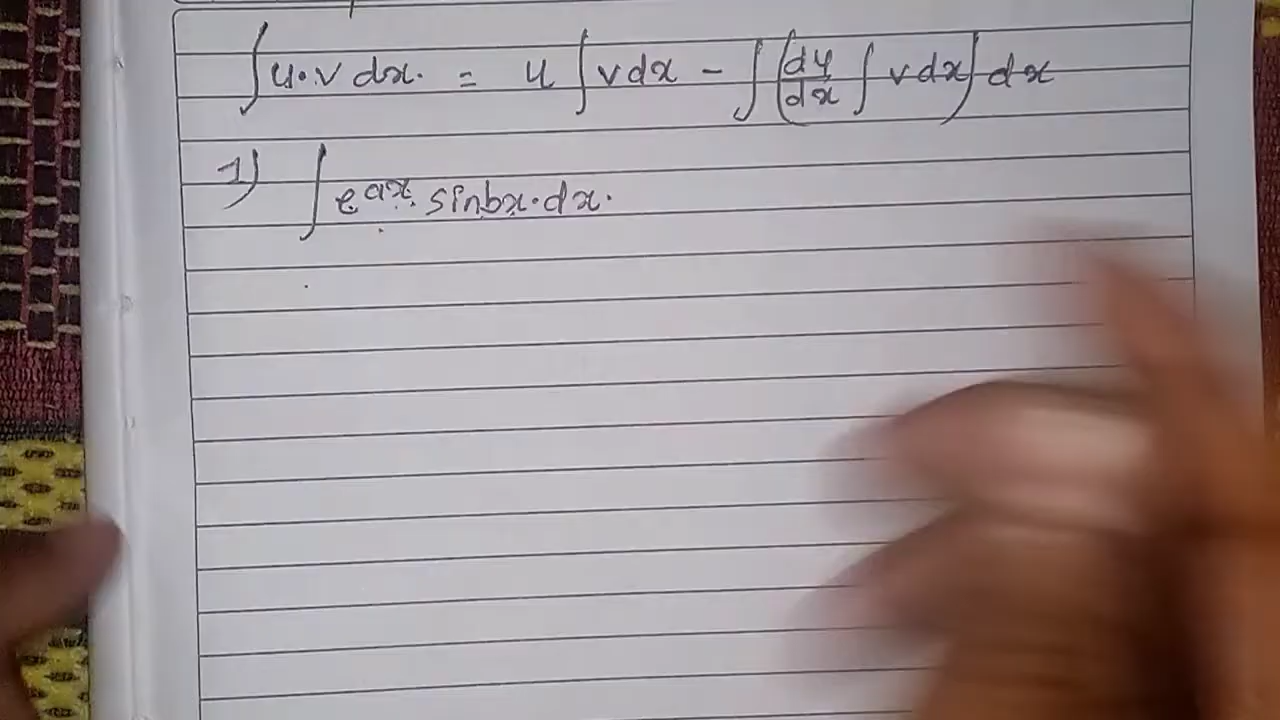 ∫ u·v dx. = u ∫ v dx - ∫ (du/dx ∫ v dx) dx
1) ∫ e^ax. sinbx·dx.